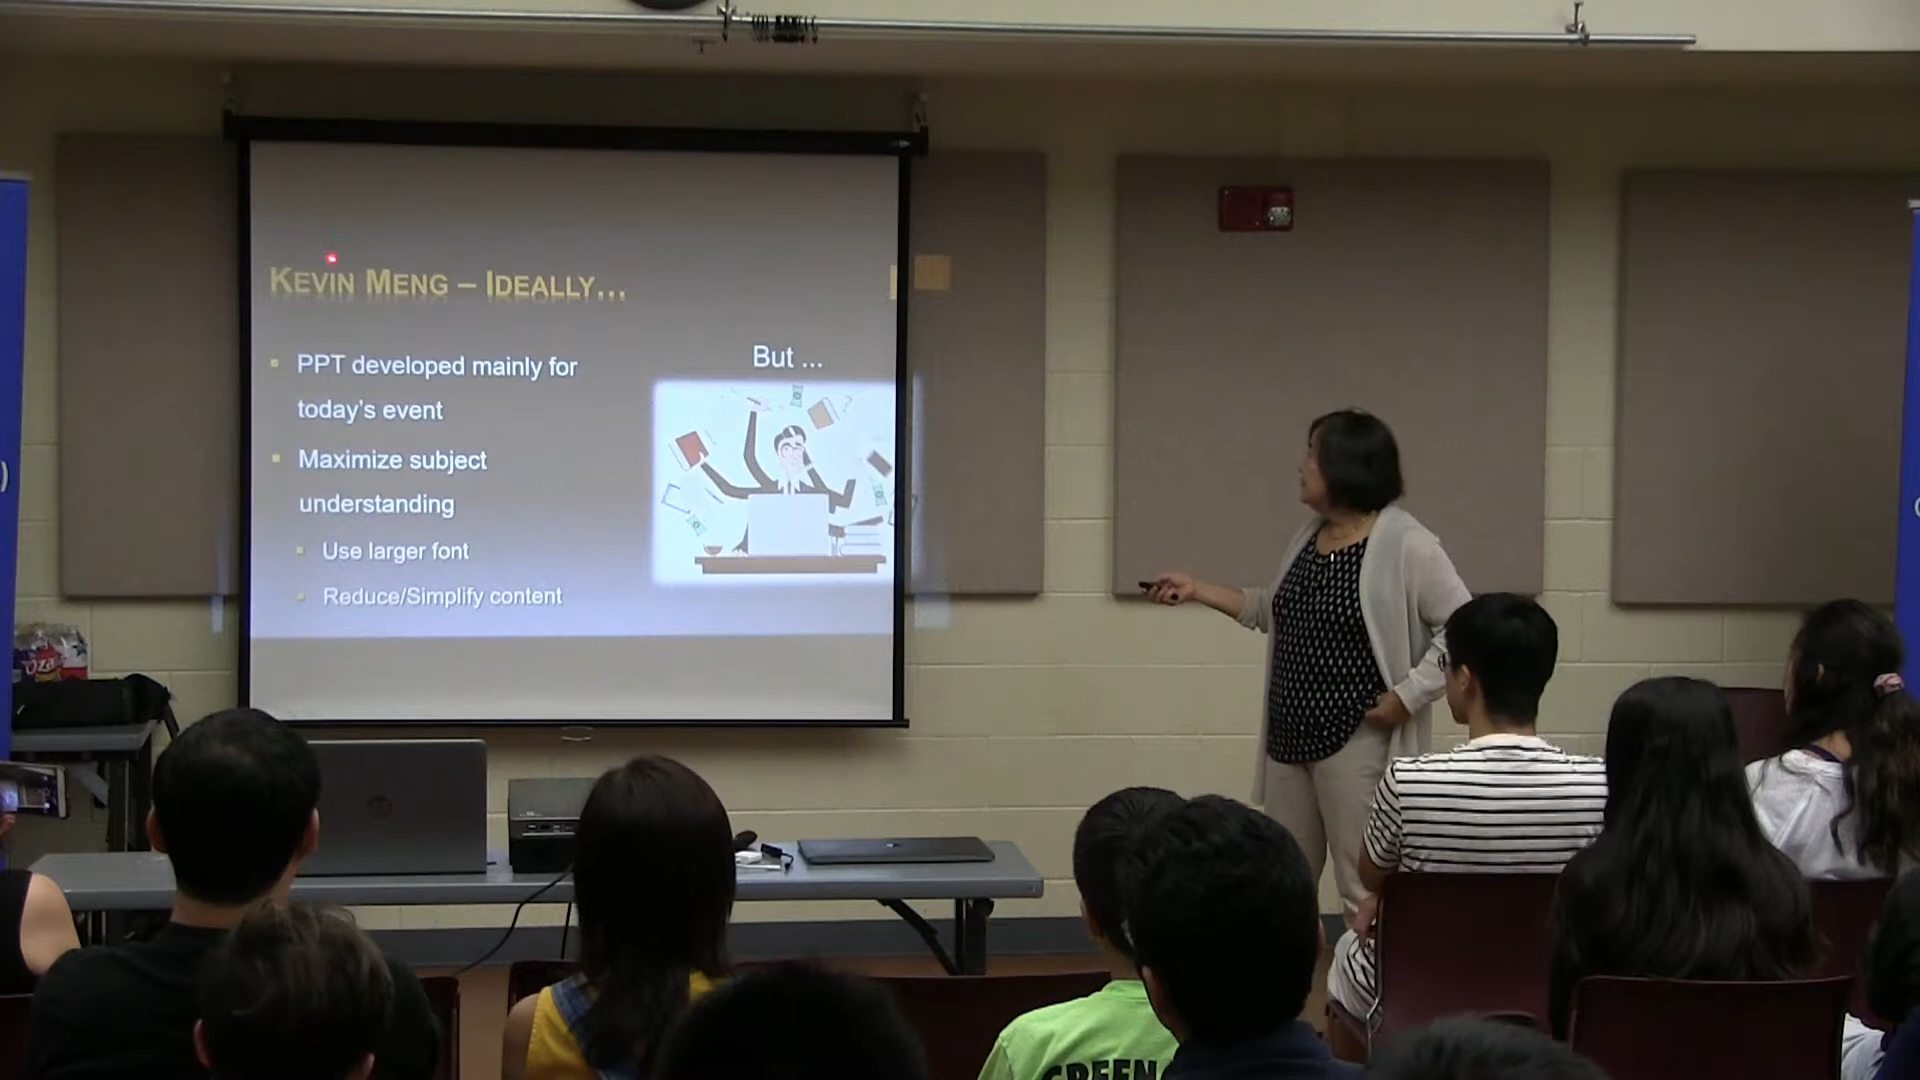 KEVIN MENG – IDEALLY...
PPT developed mainly for
today's event
Maximize subject
understanding
Use larger font
Reduce/Simplify content
But ...
)
GREEN